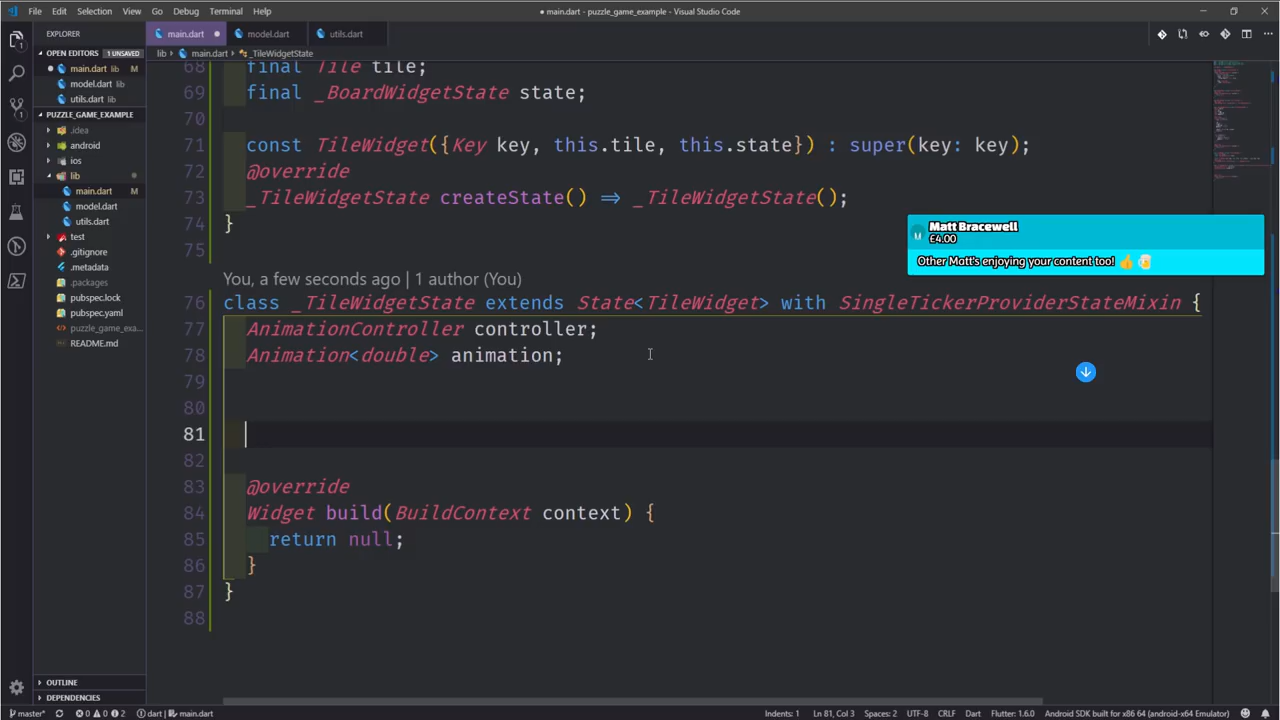 File Edit Selection View Go Debug Terminal Help
● main.dart - puzzle_game_example - Visual Studio Code
EXPLORER
OPEN EDITORS 1 UNSAVED
● main.dart lib M
model.dart lib
utils.dart lib
PUZZLE_GAME_EXAMPLE
.idea
android
ios
lib
main.dart M
model.dart
utils.dart
test
.gitignore
.metadata
.packages
pubspec.lock
pubspec.yaml
puzzle_game_exa...
README.md
OUTLINE
DEPENDENCIES
main.dart ● model.dart utils.dart
lib › main.dart › _TileWidgetState
68 final Tile tile;
69 final _BoardWidgetState state;
70
71 const TileWidget({Key key, this.tile, this.state}) : super(key: key);
72 @override
73 _TileWidgetState createState() => _TileWidgetState();
74 }
75
You, a few seconds ago | 1 author (You)
76 class _TileWidgetState extends State<TileWidget> with SingleTickerProviderStateMixin {
77 AnimationController controller;
78 Animation<double> animation;
79
80
81
82
83 @override
84 Widget build(BuildContext context) {
85 return null;
86 }
87 }
88
M
Matt Bracewell
£4.00
Other Matt's enjoying your content too! 👍 🍺
master* 0 0 2 dart | main.dart Indents: 1 Ln 81, Col 3 Spaces: 2 UTF-8 CRLF Dart Flutter: 1.6.0 Android SDK built for x86 64 (android-x64 Emulator)